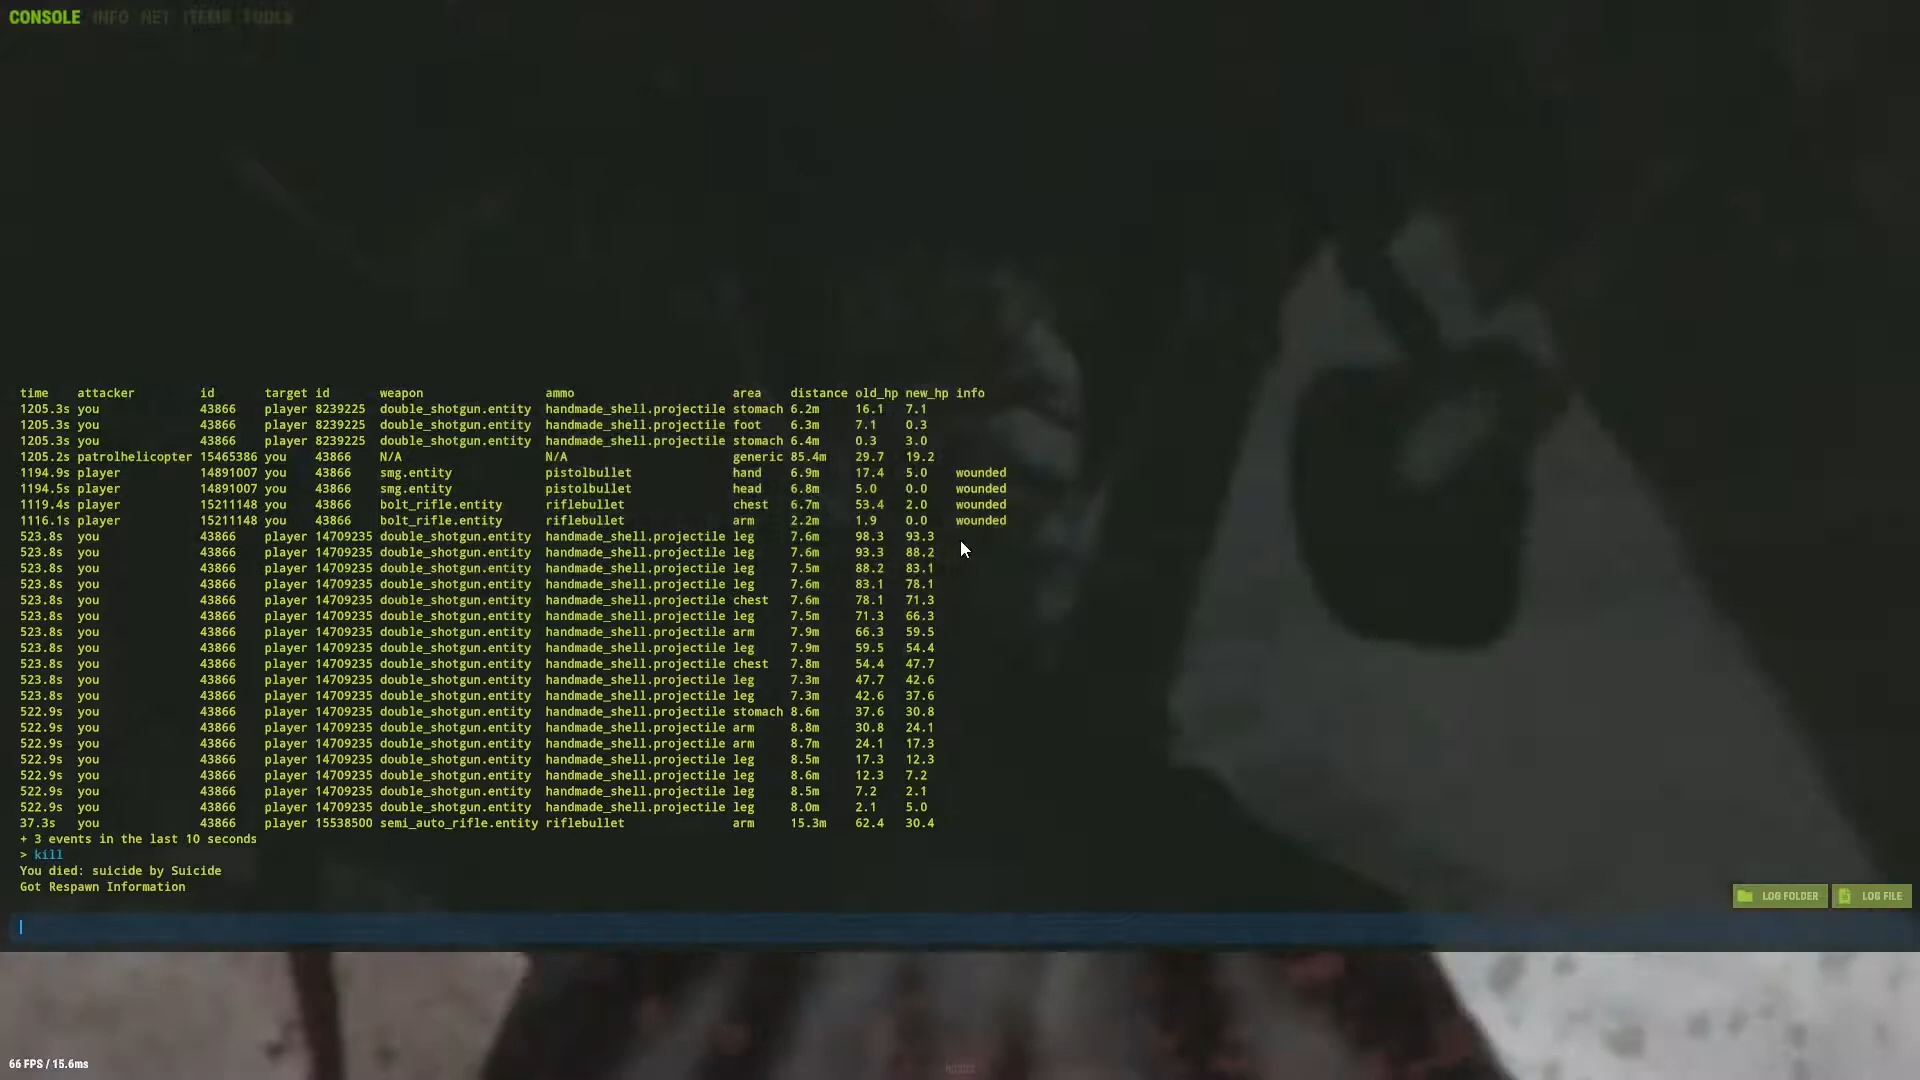 CONSOLE INFO NET ITEMS TOOLS
time attacker id target id weapon ammo area distance old_hp new_hp info
1205.3s you 43866 player 8239225 double_shotgun.entity handmade_shell.projectile stomach 6.2m 16.1 7.1
1205.3s you 43866 player 8239225 double_shotgun.entity handmade_shell.projectile foot 6.3m 7.1 0.3
1205.3s you 43866 player 8239225 double_shotgun.entity handmade_shell.projectile stomach 6.4m 0.3 3.0
1205.2s patrolhelicopter 15465386 you 43866 N/A N/A generic 85.4m 29.7 19.2
1194.9s player 14891007 you 43866 smg.entity pistolbullet hand 6.9m 17.4 5.0 wounded
1194.5s player 14891007 you 43866 smg.entity pistolbullet head 6.8m 5.0 0.0 wounded
1119.4s player 15211148 you 43866 bolt_rifle.entity riflebullet chest 6.7m 53.4 2.0 wounded
1116.1s player 15211148 you 43866 bolt_rifle.entity riflebullet arm 2.2m 1.9 0.0 wounded
523.8s you 43866 player 14709235 double_shotgun.entity handmade_shell.projectile leg 7.6m 98.3 93.3
523.8s you 43866 player 14709235 double_shotgun.entity handmade_shell.projectile leg 7.6m 93.3 88.2
523.8s you 43866 player 14709235 double_shotgun.entity handmade_shell.projectile leg 7.5m 88.2 83.1
523.8s you 43866 player 14709235 double_shotgun.entity handmade_shell.projectile leg 7.6m 83.1 78.1
523.8s you 43866 player 14709235 double_shotgun.entity handmade_shell.projectile chest 7.6m 78.1 71.3
523.8s you 43866 player 14709235 double_shotgun.entity handmade_shell.projectile leg 7.5m 71.3 66.3
523.8s you 43866 player 14709235 double_shotgun.entity handmade_shell.projectile arm 7.9m 66.3 59.5
523.8s you 43866 player 14709235 double_shotgun.entity handmade_shell.projectile leg 7.9m 59.5 54.4
523.8s you 43866 player 14709235 double_shotgun.entity handmade_shell.projectile chest 7.8m 54.4 47.7
523.8s you 43866 player 14709235 double_shotgun.entity handmade_shell.projectile leg 7.3m 47.7 42.6
523.8s you 43866 player 14709235 double_shotgun.entity handmade_shell.projectile leg 7.3m 42.6 37.6
522.9s you 43866 player 14709235 double_shotgun.entity handmade_shell.projectile stomach 8.6m 37.6 30.8
522.9s you 43866 player 14709235 double_shotgun.entity handmade_shell.projectile arm 8.8m 30.8 24.1
522.9s you 43866 player 14709235 double_shotgun.entity handmade_shell.projectile arm 8.7m 24.1 17.3
522.9s you 43866 player 14709235 double_shotgun.entity handmade_shell.projectile leg 8.5m 17.3 12.3
522.9s you 43866 player 14709235 double_shotgun.entity handmade_shell.projectile leg 8.6m 12.3 7.2
522.9s you 43866 player 14709235 double_shotgun.entity handmade_shell.projectile leg 8.5m 7.2 2.1
522.9s you 43866 player 14709235 double_shotgun.entity handmade_shell.projectile leg 8.0m 2.1 5.0
37.3s you 43866 player 15538500 semi_auto_rifle.entity riflebullet arm 15.3m 62.4 30.4
+ 3 events in the last 10 seconds
> kill
You died: suicide by Suicide
Got Respawn Information
LOG FOLDER LOG FILE
66 FPS / 15.6ms